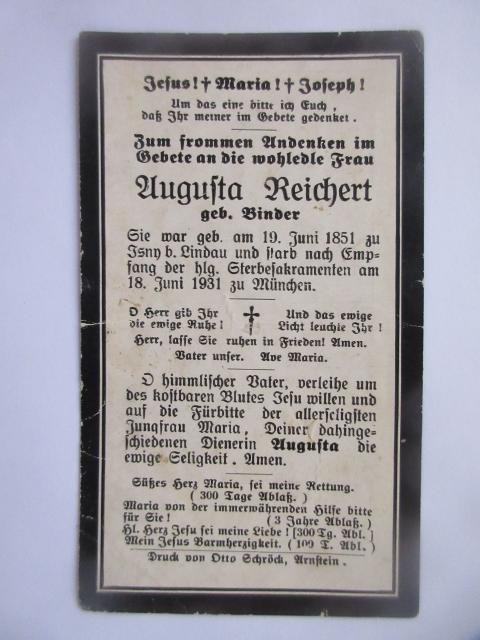 Jesus! † Maria! † Joseph!
Um das eine bitte ich Euch,
daß Ihr meiner im Gebete gedenket.
Zum frommen Andenken im
Gebete an die wohledle Frau
Augusta Reichert
geb. Binder
Sie war geb. am 19. Juni 1851 zu
Isny b. Lindau und starb nach Emp-
fang der hlg. Sterbesakramenten am
18. Juni 1931 zu München.
O Herr gib Ihr
die ewige Ruhe!
†
Und das ewige
Licht leuchte Ihr!
Herr, lasse Sie ruhen in Frieden! Amen.
Vater unser. Ave Maria.
O himmlischer Vater, verleihe um
des kostbaren Blutes Jesu willen und
auf die Fürbitte der allerseligsten
Jungfrau Maria, Deiner dahinge-
schiedenen Dienerin Augusta die
ewige Seligkeit. Amen.
Süßes Herz Maria, sei meine Rettung.
(300 Tage Ablaß.)
Maria von der immerwährenden Hilfe bitte
für Sie! (3 Jahre Ablaß.)
Hl. Herz Jesu sei meine Liebe! [300 Tg. Abl.]
Mein Jesus Barmherzigkeit. (100 T. Abl.)
Druck von Otto Schröck, Arnstein.